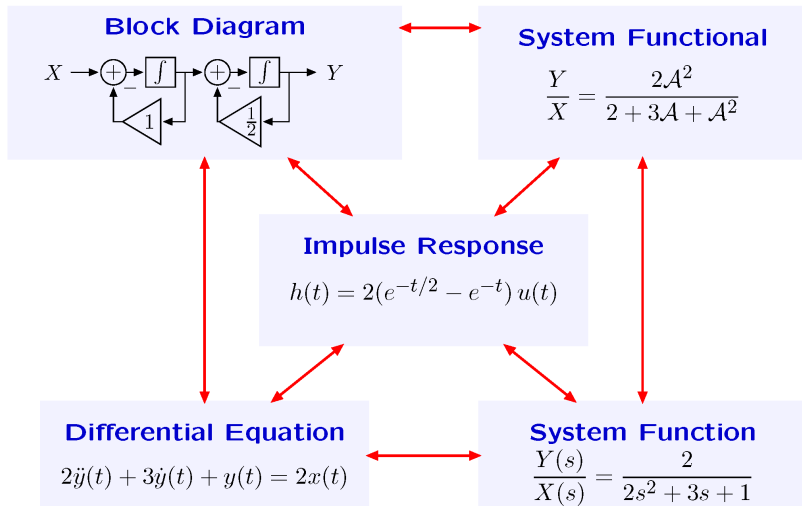 Block Diagram
X + − ∫ + − ∫ Y
1 1/2
System Functional
Y/X = 2𝒜²/(2 + 3𝒜 + 𝒜²)
Impulse Response
h(t) = 2(e^{−t/2} − e^{−t}) u(t)
Differential Equation
2ÿ(t) + 3ẏ(t) + y(t) = 2x(t)
System Function
Y(s)/X(s) = 2/(2s² + 3s + 1)